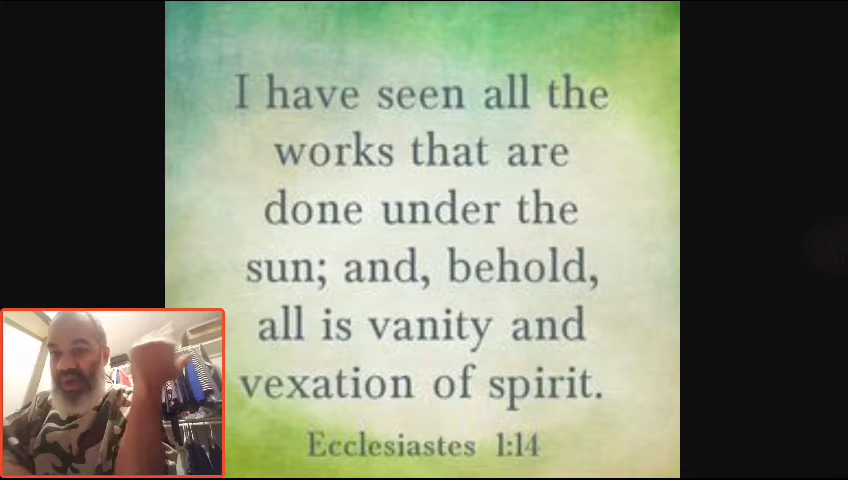 I have seen all the
works that are
done under the
sun; and, behold,
all is vanity and
vexation of spirit.
Ecclesiastes 1:14